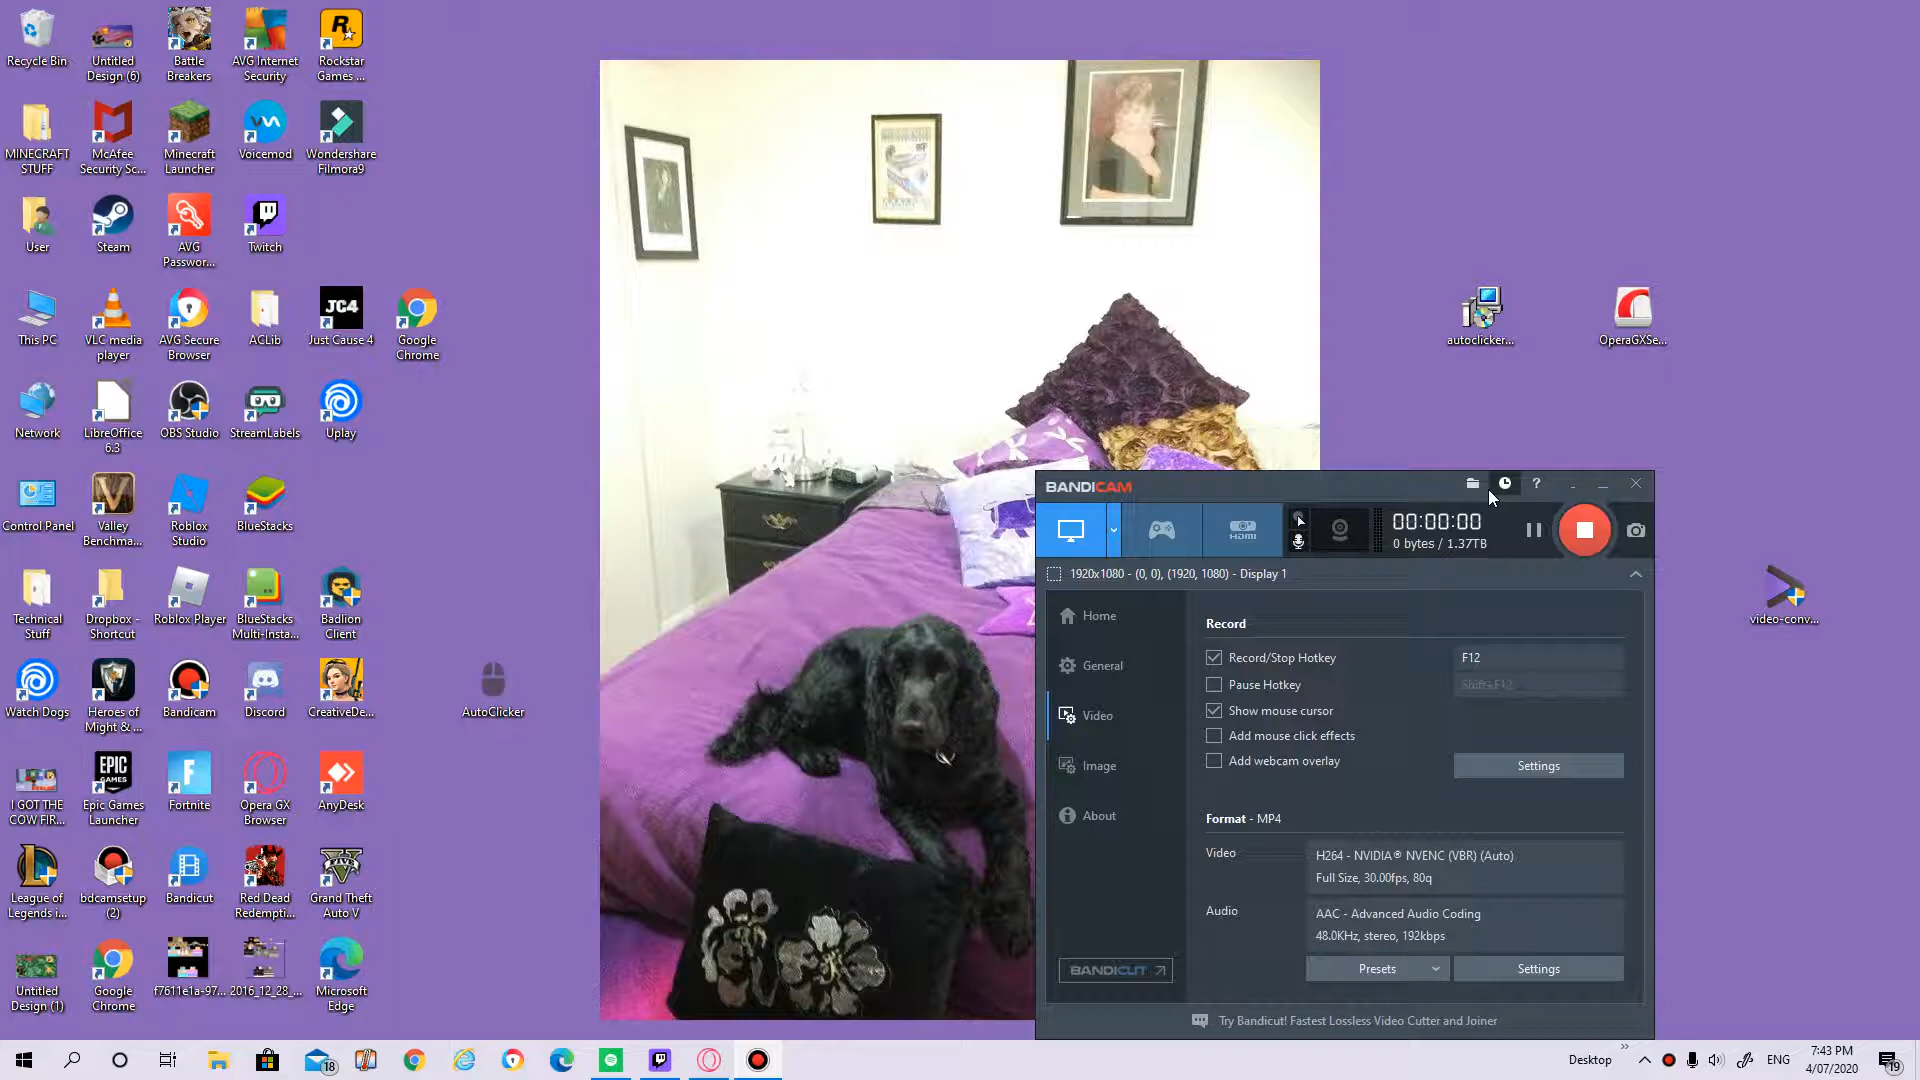 Recycle Bin
Untitled
Design (6)
Battle
Breakers
AVG Internet
Security
Rockstar
Games ...
MINECRAFT
STUFF
McAfee
Security Sc...
Minecraft
Launcher
Voicemod
Wondershare
Filmora9
User
Steam
AVG
Passwor...
Twitch
This PC
VLC media
player
AVG Secure
Browser
ACLib
JC4
Just Cause 4
Google
Chrome
Network
LibreOffice
6.3
OBS Studio
StreamLabels
Uplay
Control Panel
Valley
Benchma...
Roblox
Studio
BlueStacks
Technical
Stuff
Dropbox -
Shortcut
Roblox Player
BlueStacks
Multi-Insta...
Badlion
Client
Watch Dogs
Heroes of
Might & ...
Bandicam
Discord
CreativeDe...
AutoClicker
I GOT THE
COW FIR...
EPIC
GAMES
Epic Games
Launcher
Fortnite
Opera GX
Browser
AnyDesk
League of
Legends i...
bdcamsetup
(2)
Bandicut
Red Dead
Redempti...
Grand Theft
Auto V
Untitled
Design (1)
Google
Chrome
f7611e1a-97...
2016_12_28_...
Microsoft
Edge
autoclicker...
OperaGXSe...
video-conv...
BANDICAM
?
HDMI
00:00:00
0 bytes / 1.37TB
1920x1080 - (0, 0), (1920, 1080) - Display 1
Home
General
Video
Image
About
BANDICUT
Record
Record/Stop Hotkey
F12
Pause Hotkey
Shift+F12
Show mouse cursor
Add mouse click effects
Add webcam overlay
Settings
Format - MP4
Video
H264 - NVIDIA® NVENC (VBR) (Auto)
Full Size, 30.00fps, 80q
Audio
AAC - Advanced Audio Coding
48.0KHz, stereo, 192kbps
Presets
Settings
Try Bandicut! Fastest Lossless Video Cutter and Joiner
18
Desktop
ENG
7:43 PM
4/07/2020
19